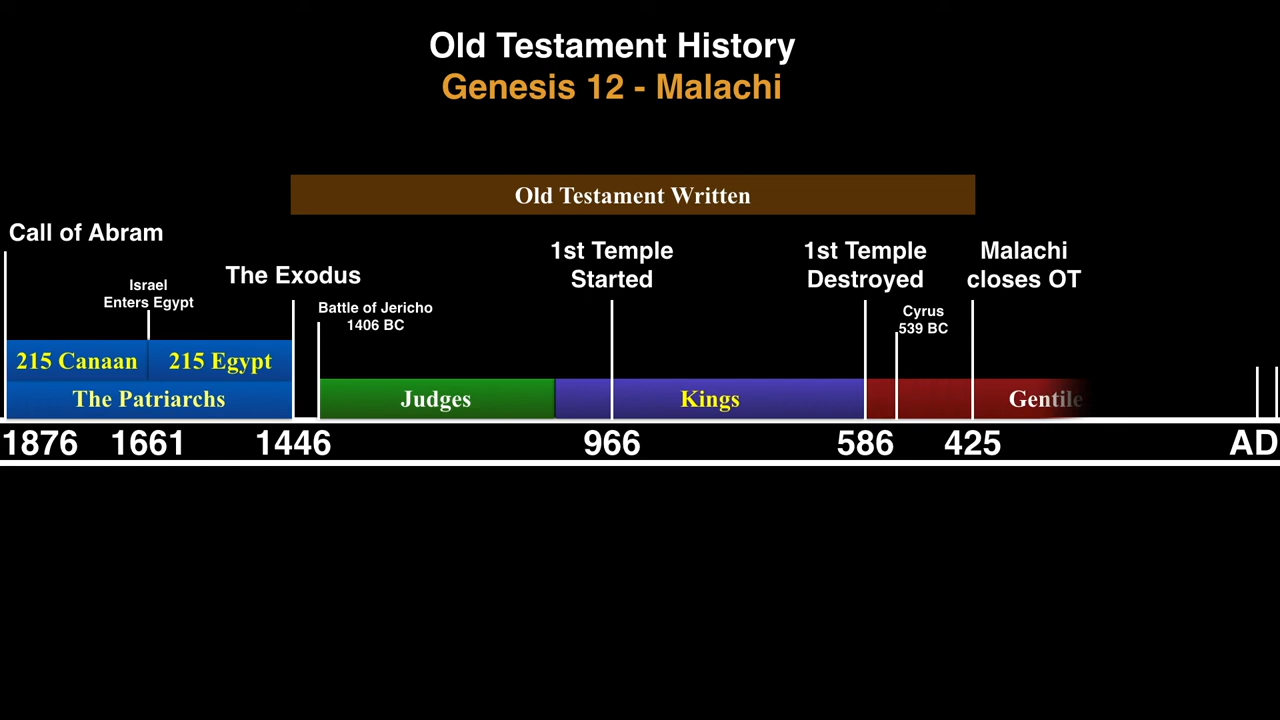 Old Testament History
Genesis 12 - Malachi
Old Testament Written
Call of Abram
Israel
Enters Egypt
The Exodus
Battle of Jericho
1406 BC
1st Temple
Started
1st Temple
Destroyed
Cyrus
539 BC
Malachi
closes OT
215 Canaan
215 Egypt
The Patriarchs
Judges
Kings
Gentile
1876
1661
1446
966
586
425
AD